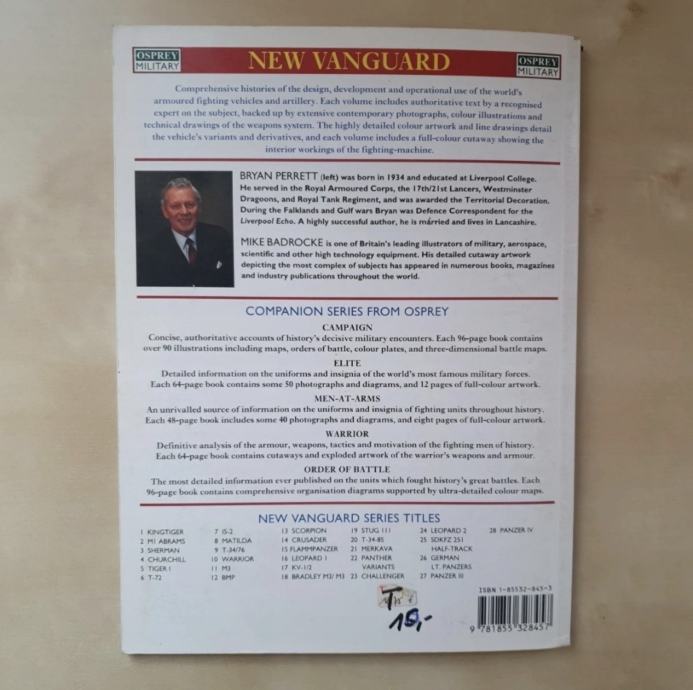 OSPREY
MILITARY
NEW VANGUARD
OSPREY
MILITARY
Comprehensive histories of the design, development and operational use of the world's
armoured fighting vehicles and artillery. Each volume includes authoritative text by a recognised
expert on the subject, backed up by extensive contemporary photographs, colour illustrations and
technical drawings of the weapons system. The highly detailed colour artwork and line drawings detail
the vehicle's variants and derivatives, and each volume includes a full-colour cutaway showing the
interior workings of the fighting-machine.
BRYAN PERRETT (left) was born in 1934 and educated at Liverpool College.
He served in the Royal Armoured Corps, the 17th/21st Lancers, Westminster
Dragoons, and Royal Tank Regiment, and was awarded the Territorial Decoration.
During the Falklands and Gulf wars Bryan was Defence Correspondent for the
Liverpool Echo. A highly successful author, he is married and lives in Lancashire.
MIKE BADROCKE is one of Britain's leading illustrators of military, aerospace,
scientific and other high technology equipment. His detailed cutaway artwork
depicting the most complex of subjects has appeared in numerous books, magazines
and industry publications throughout the world.
COMPANION SERIES FROM OSPREY
CAMPAIGN
Concise, authoritative accounts of history's decisive military encounters. Each 96-page book contains
over 90 illustrations including maps, orders of battle, colour plates, and three-dimensional battle maps.
ELITE
Detailed information on the uniforms and insignia of the world's most famous military forces.
Each 64-page book contains some 50 photographs and diagrams, and 12 pages of full-colour artwork.
MEN-AT-ARMS
An unrivalled source of information on the uniforms and insignia of fighting units throughout history.
Each 48-page book includes some 40 photographs and diagrams, and eight pages of full-colour artwork.
WARRIOR
Definitive analysis of the armour, weapons, tactics and motivation of the fighting men of history.
Each 64-page book contains cutaways and exploded artwork of the warrior's weapons and armour.
ORDER OF BATTLE
The most detailed information ever published on the units which fought history's great battles. Each
96-page book contains comprehensive organisation diagrams supported by ultra-detailed colour maps.
NEW VANGUARD SERIES TITLES
1 KINGTIGER
2 M1 ABRAMS
3 SHERMAN
4 CHURCHILL
5 TIGER I
6 T-72
7 IS-2
8 MATILDA
9 T-34/76
10 WARRIOR
11 M3
12 BMP
13 SCORPION
14 CRUSADER
15 FLAMMPANZER
16 LEOPARD 1
17 KV-1/2
18 BRADLEY M2/ M3
19 STUG III
20 T-34-85
21 MERKAVA
22 PANTHER
VARIANTS
23 CHALLENGER
24 LEOPARD 2
25 SDKFZ 251
HALF-TRACK
26 GERMAN
LT. PANZERS
27 PANZER III
28 PANZER IV
ISBN 1-85532-845-3
9 781855 328457
T
15,-